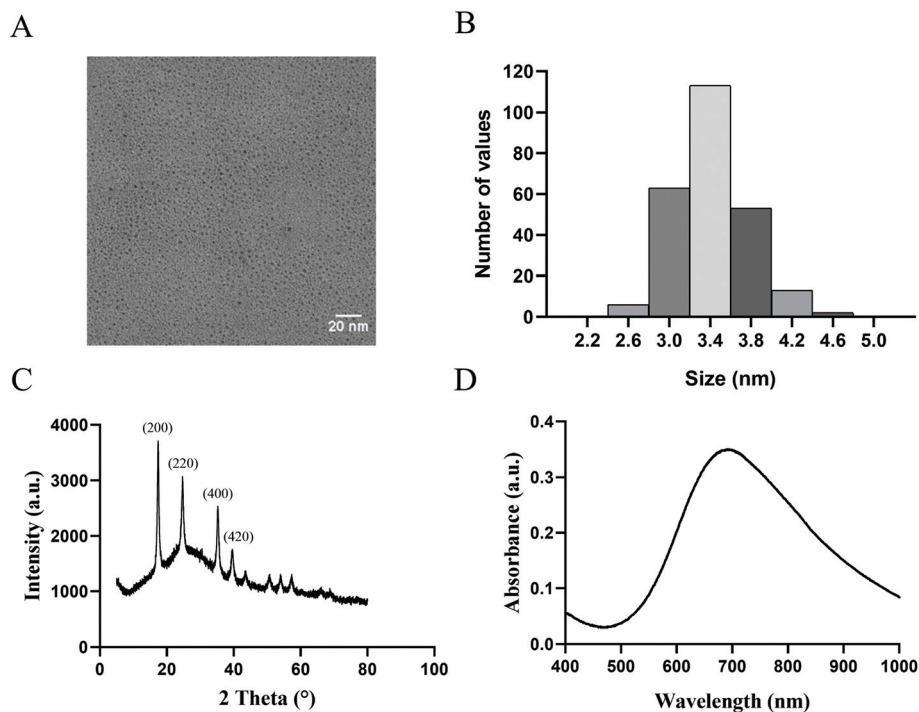 A
20 nm
B
Number of values
120
100
80
60
40
20
0
2.2 2.6 3.0 3.4 3.8 4.2 4.6 5.0
Size (nm)
C
Intensity (a.u.)
4000
3000
2000
1000
0
(200)
(220)
(400)
(420)
0 20 40 60 80 100
2 Theta (°)
D
Absorbance (a.u.)
0.4
0.3
0.2
0.1
0.0
400 500 600 700 800 900 1000
Wavelength (nm)